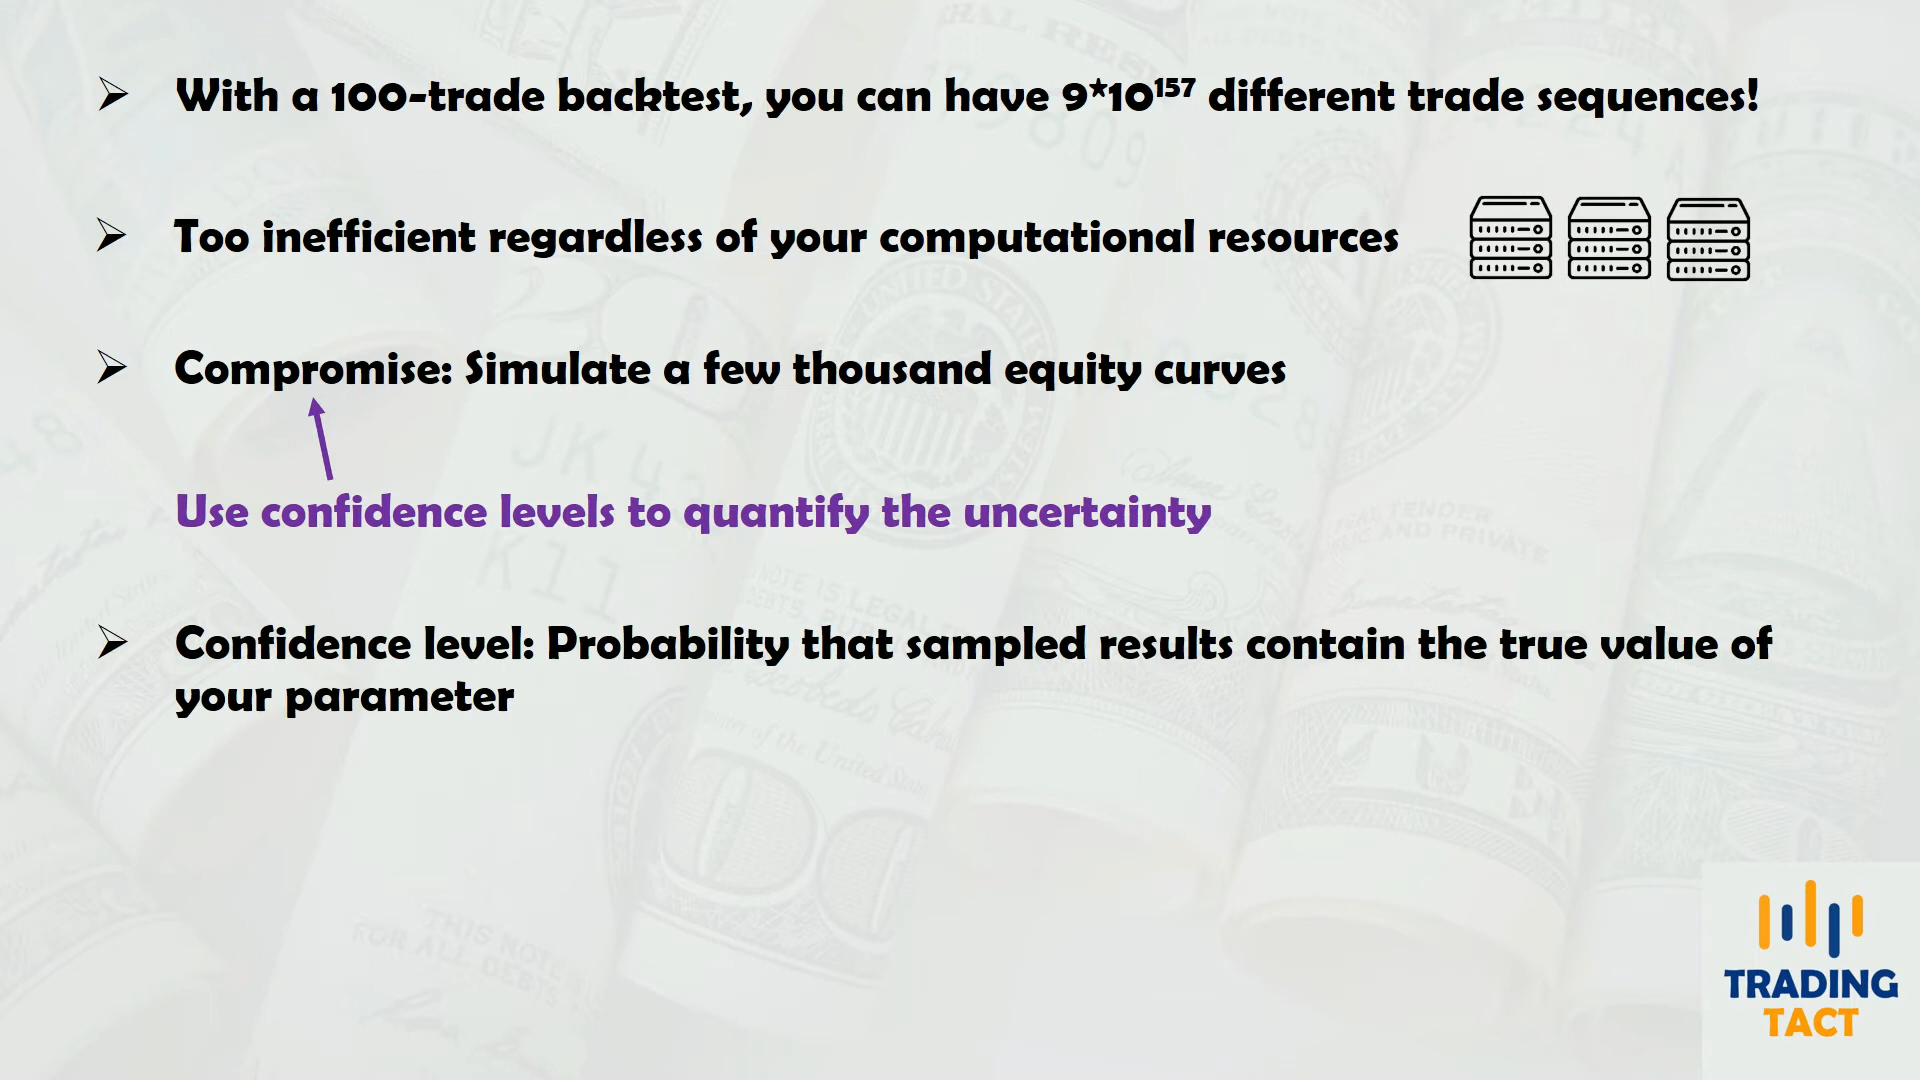 ➢ With a 100-trade backtest, you can have 9*10¹⁵⁷ different trade sequences!
➢ Too inefficient regardless of your computational resources
➢ Compromise: Simulate a few thousand equity curves
Use confidence levels to quantify the uncertainty
➢ Confidence level: Probability that sampled results contain the true value of
your parameter
TRADING
TACT